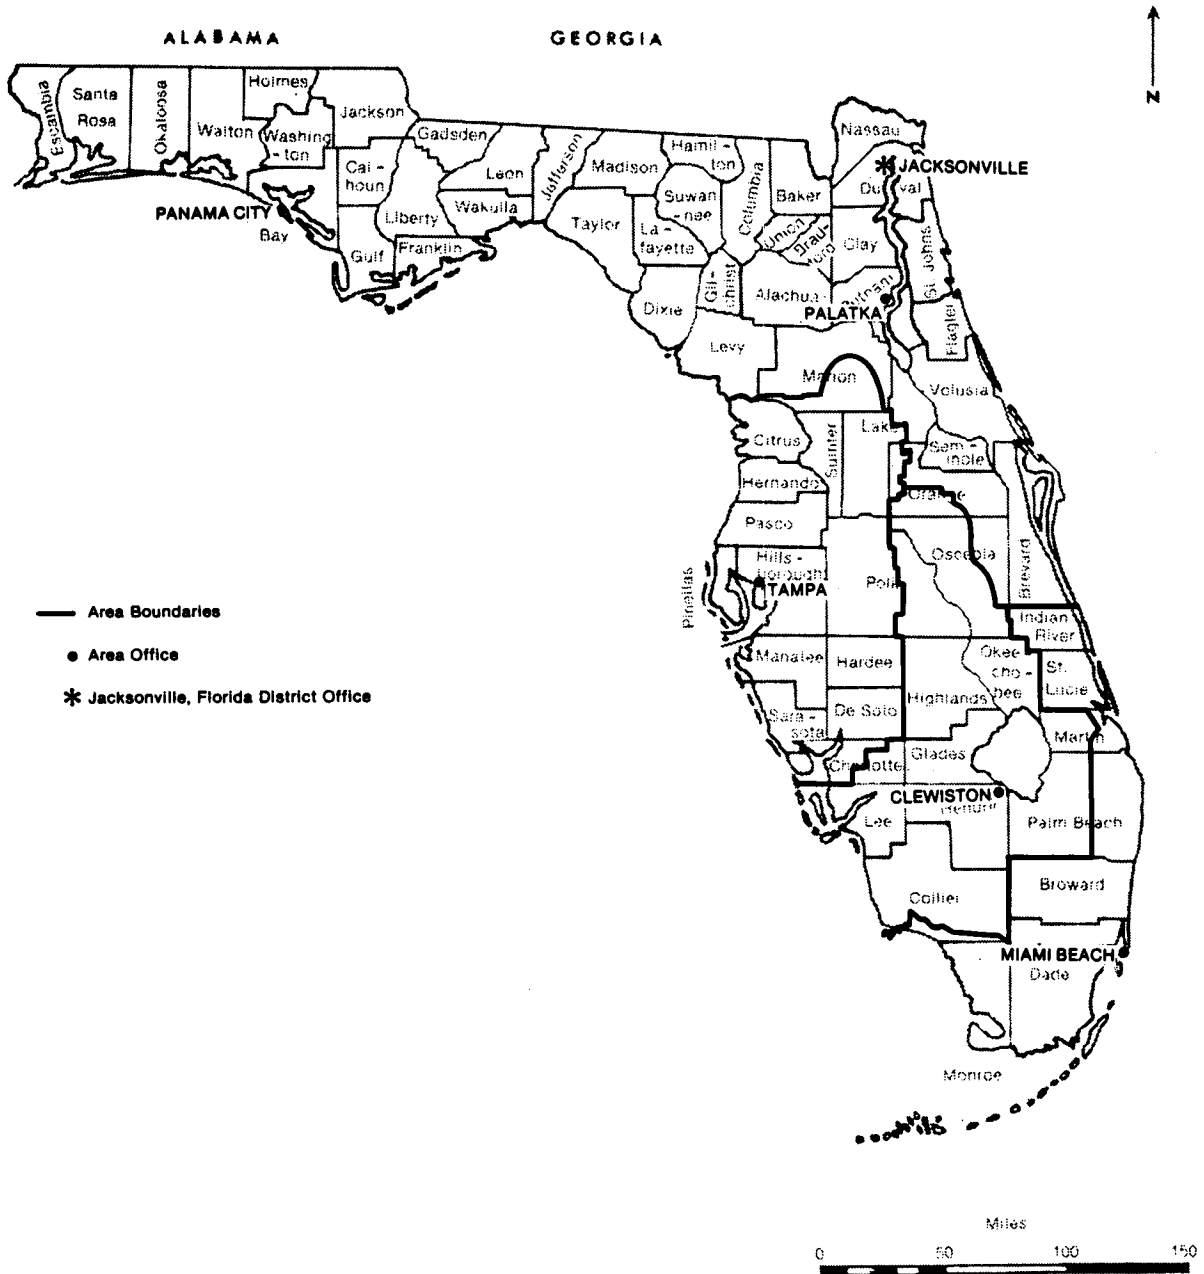 ALABAMA GEORGIA
N
Escambia
Santa
Rosa
Okaloosa
Walton
Holmes
Washing
-ton
Jackson
Bay
PANAMA CITY
Cal -
houn
Gulf
Gadsden
Liberty
Franklin
Leon
Wakulla
Jefferson
Madison
Taylor
Hamil -
ton
Suwan
- nee
La -
fayette
Dixie
Columbia
Gil -
christ
Levy
Baker
Union
Brad -
ford
Alachua
Nassau
JACKSONVILLE
Duval
Clay
St. Johns
Putnam
PALATKA
Flagler
Marion
Volusia
Citrus
Sumter
Lake
Sem -
inole
Hernando
Orange
Pasco
Hills -
borough
TAMPA
Pinellas
Polk
Osceola
Brevard
Indian
River
Manatee
Hardee
Highlands
Okee
cho -
bee
St.
Lucie
Sara -
sota
De Soto
Charlotte
Glades
Martin
CLEWISTON
Lee
Palm Beach
Collier
Broward
MIAMI BEACH
Dade
Monroe
Area Boundaries
Area Office
Jacksonville, Florida District Office
Miles
0 50 100 150